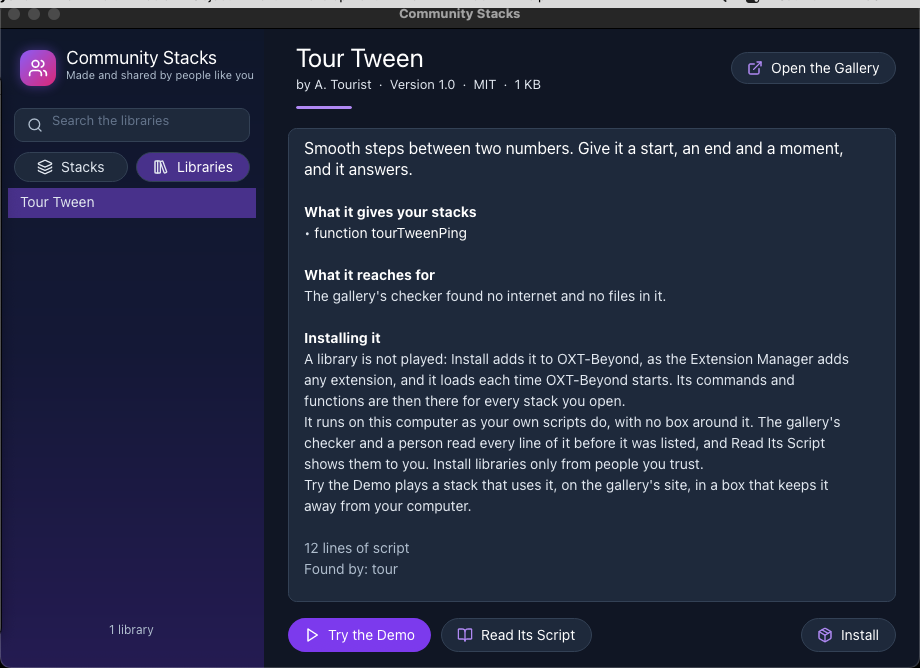 Community Stacks
Community Stacks
Made and shared by people like you
Search the libraries
Stacks
Libraries
Tour Tween
1 library
Tour Tween
by A. Tourist · Version 1.0 · MIT · 1 KB
Open the Gallery
Smooth steps between two numbers. Give it a start, an end and a moment,
and it answers.
What it gives your stacks
• function tourTweenPing
What it reaches for
The gallery's checker found no internet and no files in it.
Installing it
A library is not played: Install adds it to OXT-Beyond, as the Extension Manager adds
any extension, and it loads each time OXT-Beyond starts. Its commands and
functions are then there for every stack you open.
It runs on this computer as your own scripts do, with no box around it. The gallery's
checker and a person read every line of it before it was listed, and Read Its Script
shows them to you. Install libraries only from people you trust.
Try the Demo plays a stack that uses it, on the gallery's site, in a box that keeps it
away from your computer.
12 lines of script
Found by: tour
Try the Demo
Read Its Script
Install